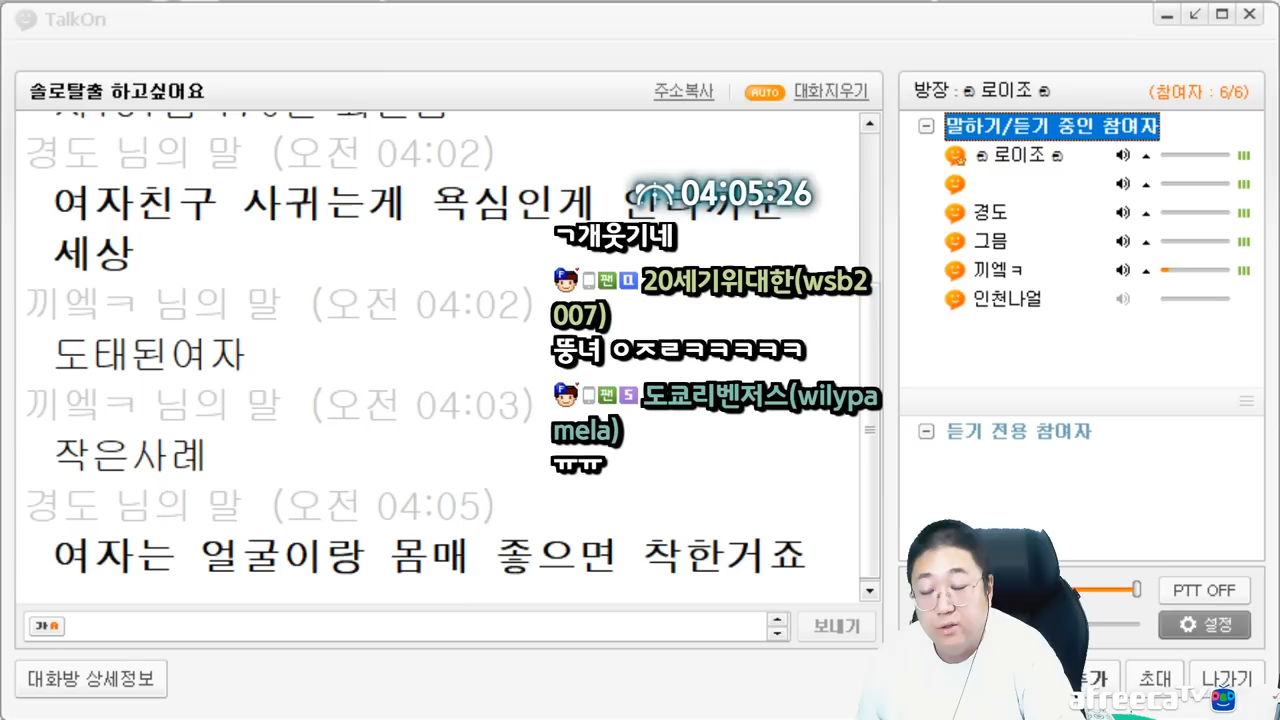 TalkOn
솔로탈출 하고싶어요
주소복사
AUTO
대화지우기
경도 님의 말 (오전 04:02)
여자친구 사귀는게 욕심인게
세상
끼엨ㅋ 님의 말 (오전 04:02)
도태된여자
끼엨ㅋ 님의 말 (오전 04:03)
작은사례
경도 님의 말 (오전 04:05)
여자는 얼굴이랑 몸매 좋으면 착한거죠
04:05:26
ㄱ개웃기네
팬 20세기위대한(wsb2
007)
뚱녀 ㅇㅈㄹㅋㅋㅋㅋㅋ
팬 S 도쿄리벤저스(wilypa
mela)
ㅠㅠ
가
보내기
대화방 상세정보
방장 : 로이조
(참여자 : 6/6)
말하기/듣기 중인 참여자
로이조
경도
그믐
끼엨ㅋ
인천나얼
듣기 전용 참여자
PTT OFF
설정
초대
나가기
afreecaTV